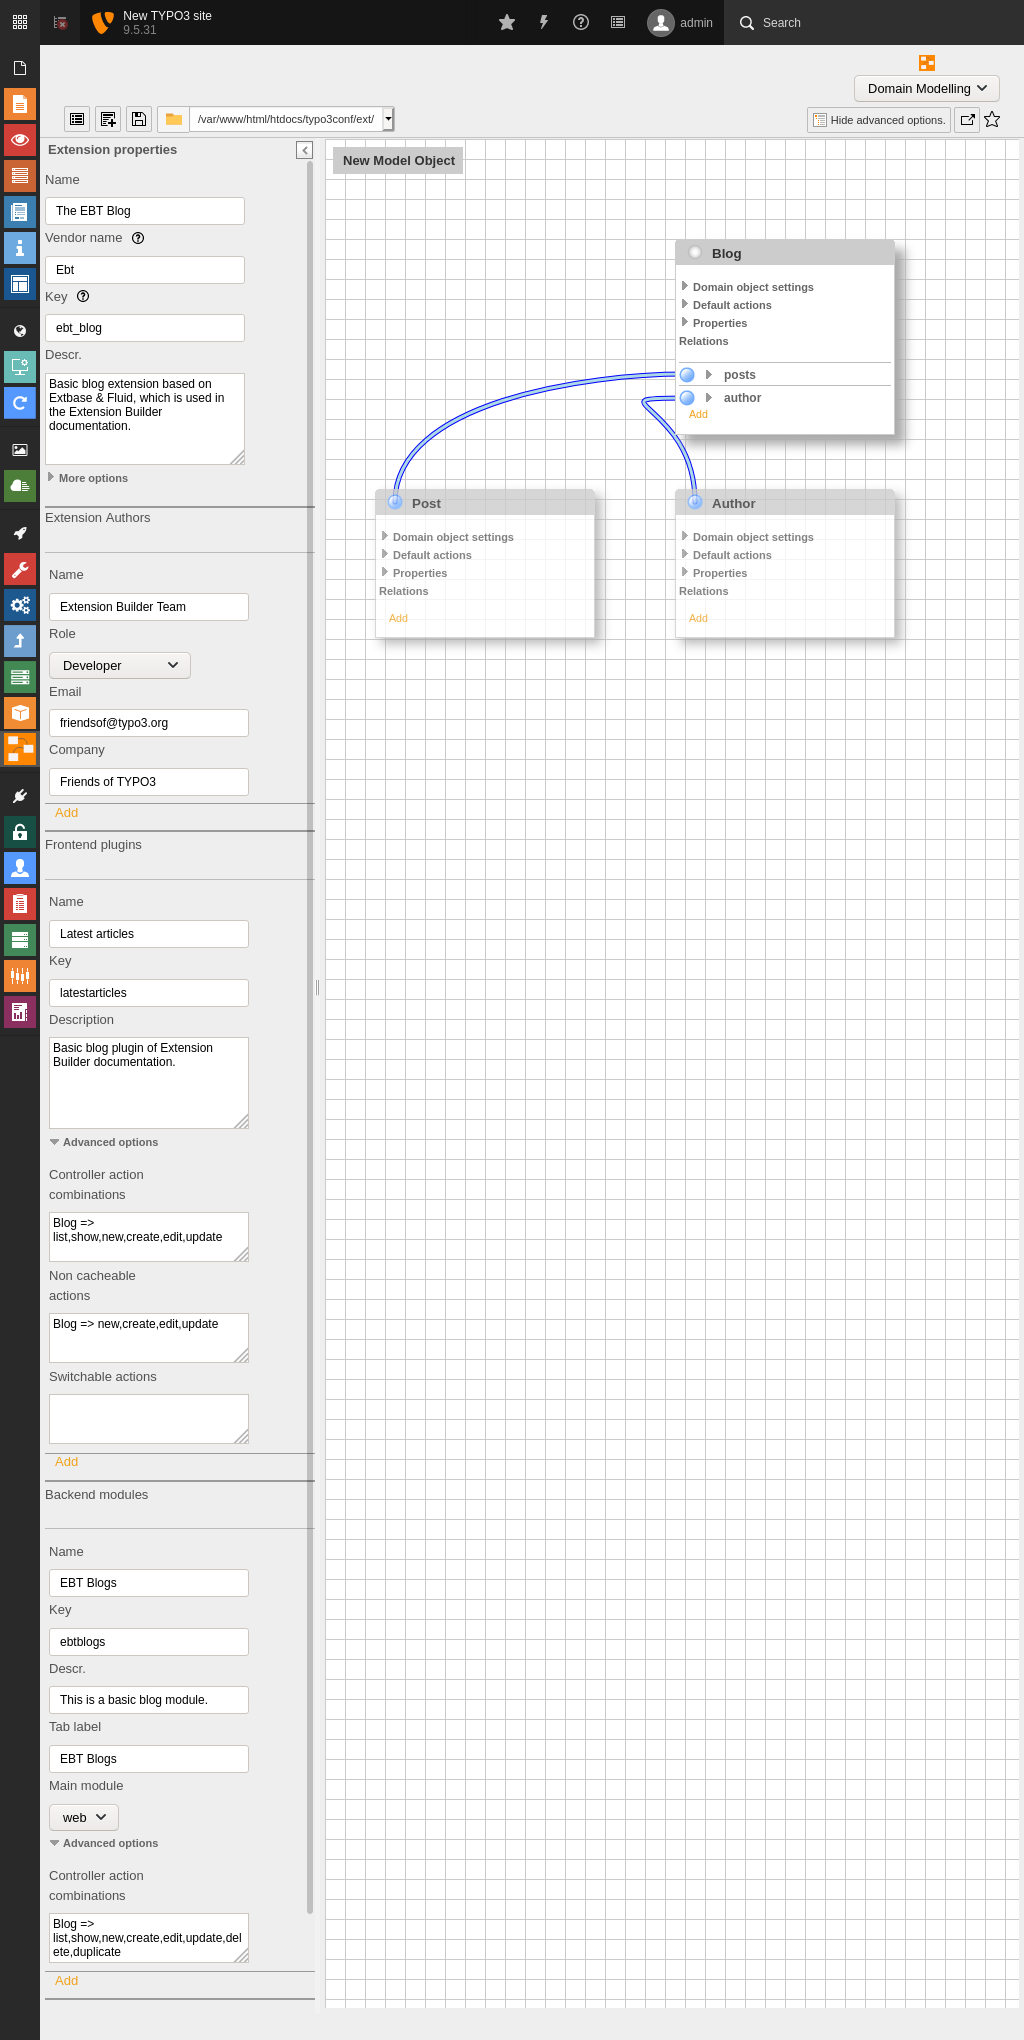 New TYPO3 site
9.5.31
admin
Search
Domain Modelling
/var/www/html/htdocs/typo3conf/ext/
Hide advanced options.
Extension properties
Name
The EBT Blog
Vendor name
Ebt
Key
ebt_blog
Descr.
Basic blog extension based on
Extbase & Fluid, which is used in
the Extension Builder
documentation.
More options
Extension Authors
Name
Extension Builder Team
Role
Developer
Email
friendsof@typo3.org
Company
Friends of TYPO3
Add
Frontend plugins
Name
Latest articles
Key
latestarticles
Description
Basic blog plugin of Extension
Builder documentation.
Advanced options
Controller action
combinations
Blog =>
list,show,new,create,edit,update
Non cacheable
actions
Blog => new,create,edit,update
Switchable actions
Add
Backend modules
Name
EBT Blogs
Key
ebtblogs
Descr.
This is a basic blog module.
Tab label
EBT Blogs
Main module
web
Advanced options
Controller action
combinations
Blog =>
list,show,new,create,edit,update,del
ete,duplicate
Add
New Model Object
Blog
Domain object settings
Default actions
Properties
Relations
posts
author
Add
Post
Domain object settings
Default actions
Properties
Relations
Add
Author
Domain object settings
Default actions
Properties
Relations
Add